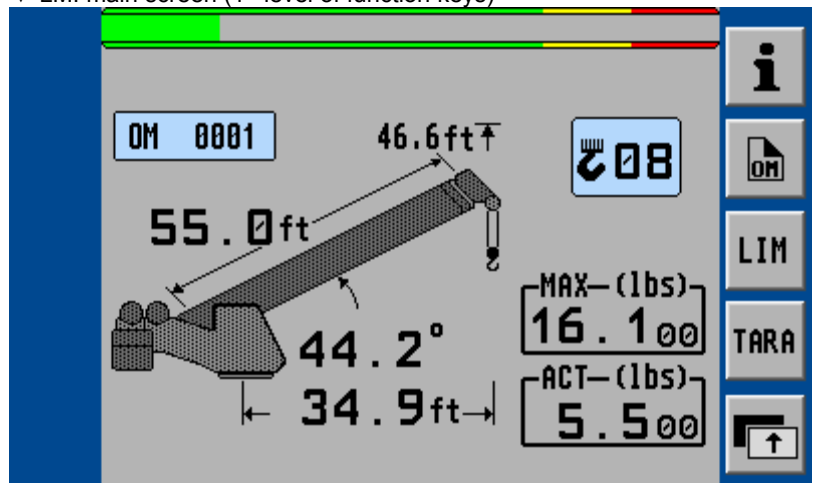 OM 0001
46.6ft
08
55.0ft
OM
LIM
MAX—(lbs)
16.100
44.2°
TARA
ACT—(lbs)
34.9ft
5.500
i